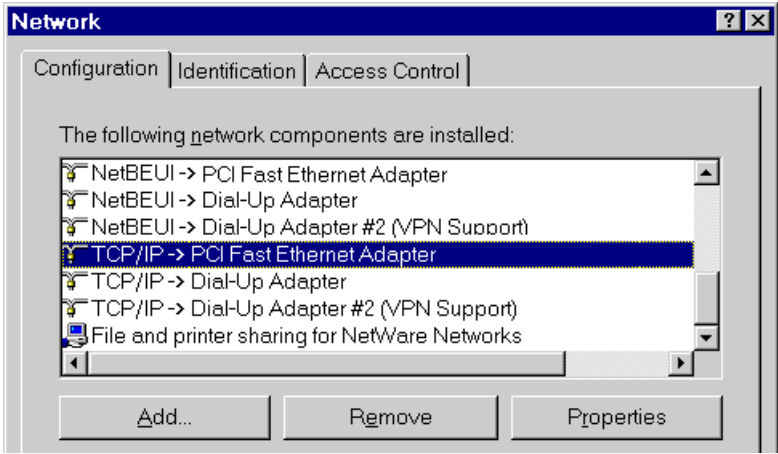 Network
Configuration Identification Access Control
The following network components are installed:
NetBEUI -> PCI Fast Ethernet Adapter
NetBEUI -> Dial-Up Adapter
NetBEUI -> Dial-Up Adapter #2 (VPN Support)
TCP/IP -> PCI Fast Ethernet Adapter
TCP/IP -> Dial-Up Adapter
TCP/IP -> Dial-Up Adapter #2 (VPN Support)
File and printer sharing for NetWare Networks
Add... Remove Properties